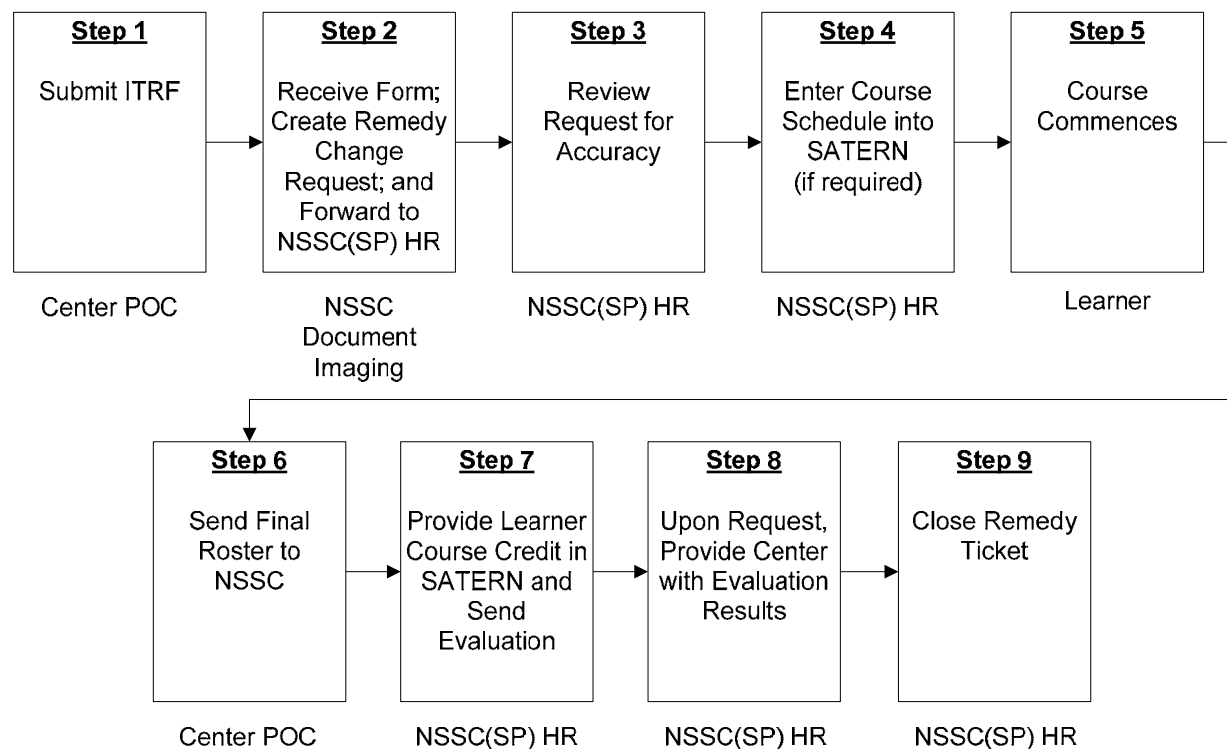 Step 1
Submit ITRF
Center POC
Step 2
Receive Form;
Create Remedy
Change
Request; and
Forward to
NSSC(SP) HR
NSSC
Document
Imaging
Step 3
Review
Request for
Accuracy
NSSC(SP) HR
Step 4
Enter Course
Schedule into
SATERN
(if required)
NSSC(SP) HR
Step 5
Course
Commences
Learner
Step 6
Send Final
Roster to
NSSC
Center POC
Step 7
Provide Learner
Course Credit in
SATERN and
Send
Evaluation
NSSC(SP) HR
Step 8
Upon Request,
Provide Center
with Evaluation
Results
NSSC(SP) HR
Step 9
Close Remedy
Ticket
NSSC(SP) HR